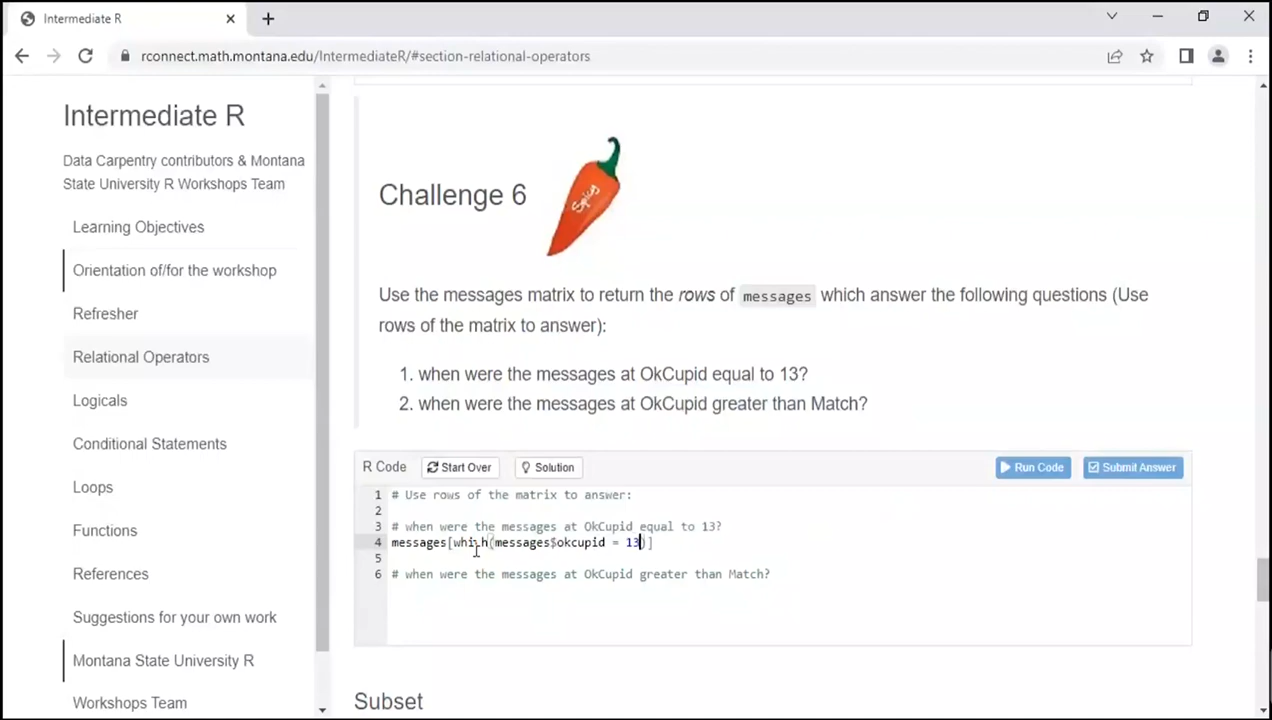 Intermediate R
rconnect.math.montana.edu/IntermediateR/#section-relational-operators
Intermediate R
Data Carpentry contributors & Montana
State University R Workshops Team
Learning Objectives
Orientation of/for the workshop
Refresher
Relational Operators
Logicals
Conditional Statements
Loops
Functions
References
Suggestions for your own work
Montana State University R
Workshops Team
Challenge 6
Spicy
Use the messages matrix to return the rows of messages which answer the following questions (Use
rows of the matrix to answer):
1. when were the messages at OkCupid equal to 13?
2. when were the messages at OkCupid greater than Match?
R Code Start Over Solution Run Code Submit Answer
1 # Use rows of the matrix to answer:
2
3 # when were the messages at OkCupid equal to 13?
4 messages[which(messages$okcupid = 13)]
5
6 # when were the messages at OkCupid greater than Match?
Subset